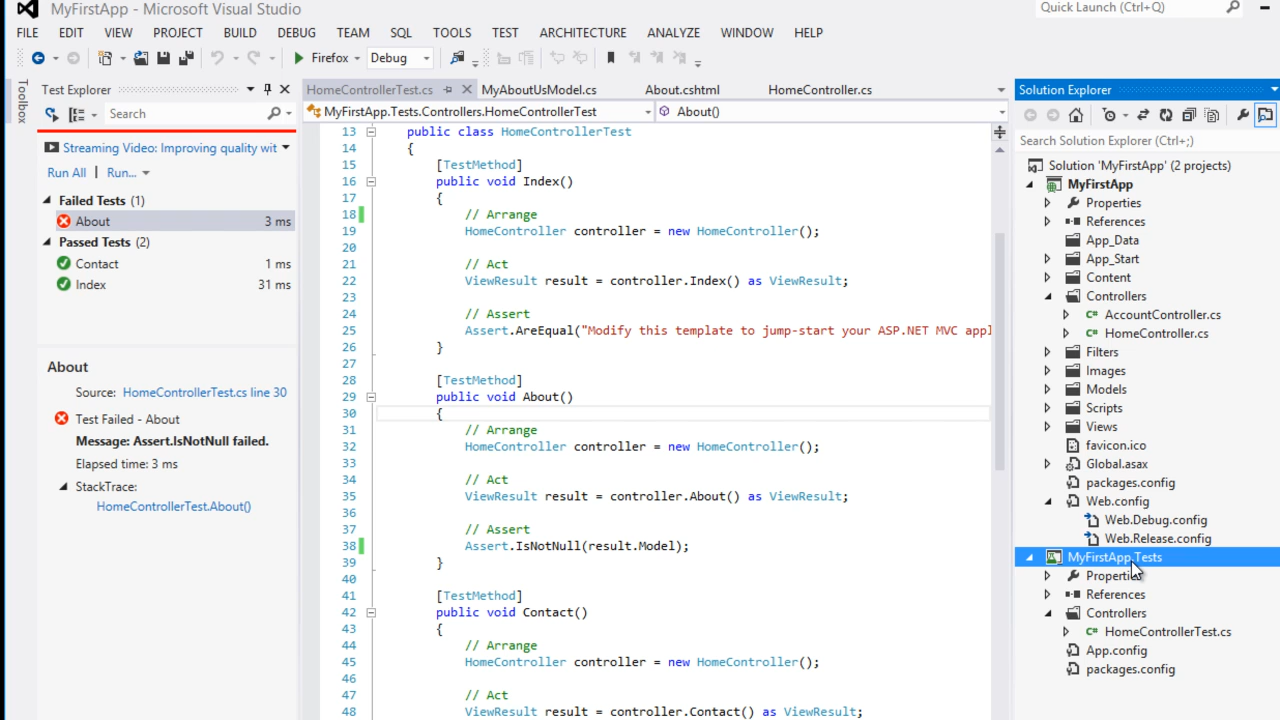 MyFirstApp - Microsoft Visual Studio
Quick Launch (Ctrl+Q)
FILE EDIT VIEW PROJECT BUILD DEBUG TEAM SQL TOOLS TEST ARCHITECTURE ANALYZE WINDOW HELP
Firefox Debug
Toolbox
Test Explorer
Search
Streaming Video: Improving quality wit
Run All | Run...
Failed Tests (1)
About 3 ms
Passed Tests (2)
Contact 1 ms
Index 31 ms
About
Source: HomeControllerTest.cs line 30
Test Failed - About
Message: Assert.IsNotNull failed.
Elapsed time: 3 ms
StackTrace:
HomeControllerTest.About()
HomeControllerTest.cs MyAboutUsModel.cs About.cshtml HomeController.cs
MyFirstApp.Tests.Controllers.HomeControllerTest About()
13 public class HomeControllerTest
14 {
15 [TestMethod]
16 public void Index()
17 {
18 // Arrange
19 HomeController controller = new HomeController();
20
21 // Act
22 ViewResult result = controller.Index() as ViewResult;
23
24 // Assert
25 Assert.AreEqual("Modify this template to jump-start your ASP.NET MVC appl
26 }
27
28 [TestMethod]
29 public void About()
30 {
31 // Arrange
32 HomeController controller = new HomeController();
33
34 // Act
35 ViewResult result = controller.About() as ViewResult;
36
37 // Assert
38 Assert.IsNotNull(result.Model);
39 }
40
41 [TestMethod]
42 public void Contact()
43 {
44 // Arrange
45 HomeController controller = new HomeController();
46
47 // Act
48 ViewResult result = controller.Contact() as ViewResult;
Solution Explorer
Search Solution Explorer (Ctrl+;)
Solution 'MyFirstApp' (2 projects)
MyFirstApp
Properties
References
App_Data
App_Start
Content
Controllers
C# AccountController.cs
C# HomeController.cs
Filters
Images
Models
Scripts
Views
favicon.ico
Global.asax
packages.config
Web.config
Web.Debug.config
Web.Release.config
MyFirstApp.Tests
Properties
References
Controllers
C# HomeControllerTest.cs
App.config
packages.config